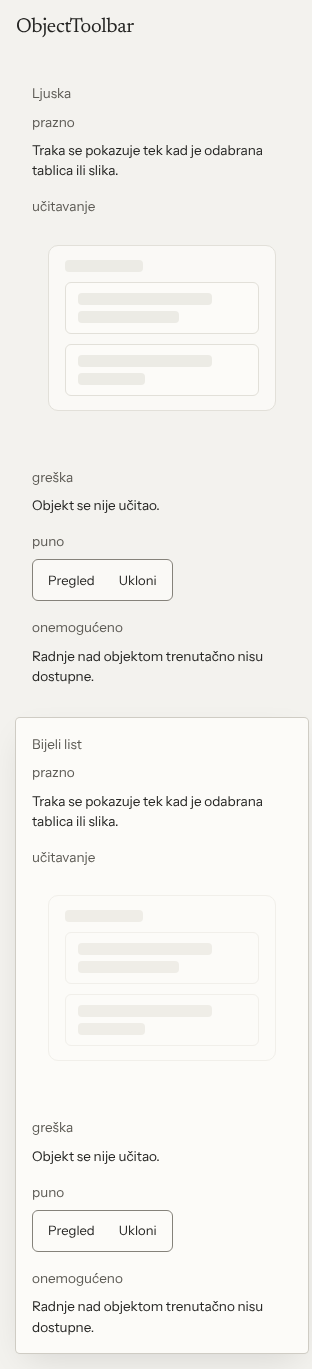 ObjectToolbar
Ljuska
prazno
Traka se pokazuje tek kad je odabrana
tablica ili slika.
učitavanje
greška
Objekt se nije učitao.
puno
Pregled Ukloni
onemogućeno
Radnje nad objektom trenutačno nisu
dostupne.
Bijeli list
prazno
Traka se pokazuje tek kad je odabrana
tablica ili slika.
učitavanje
greška
Objekt se nije učitao.
puno
Pregled Ukloni
onemogućeno
Radnje nad objektom trenutačno nisu
dostupne.